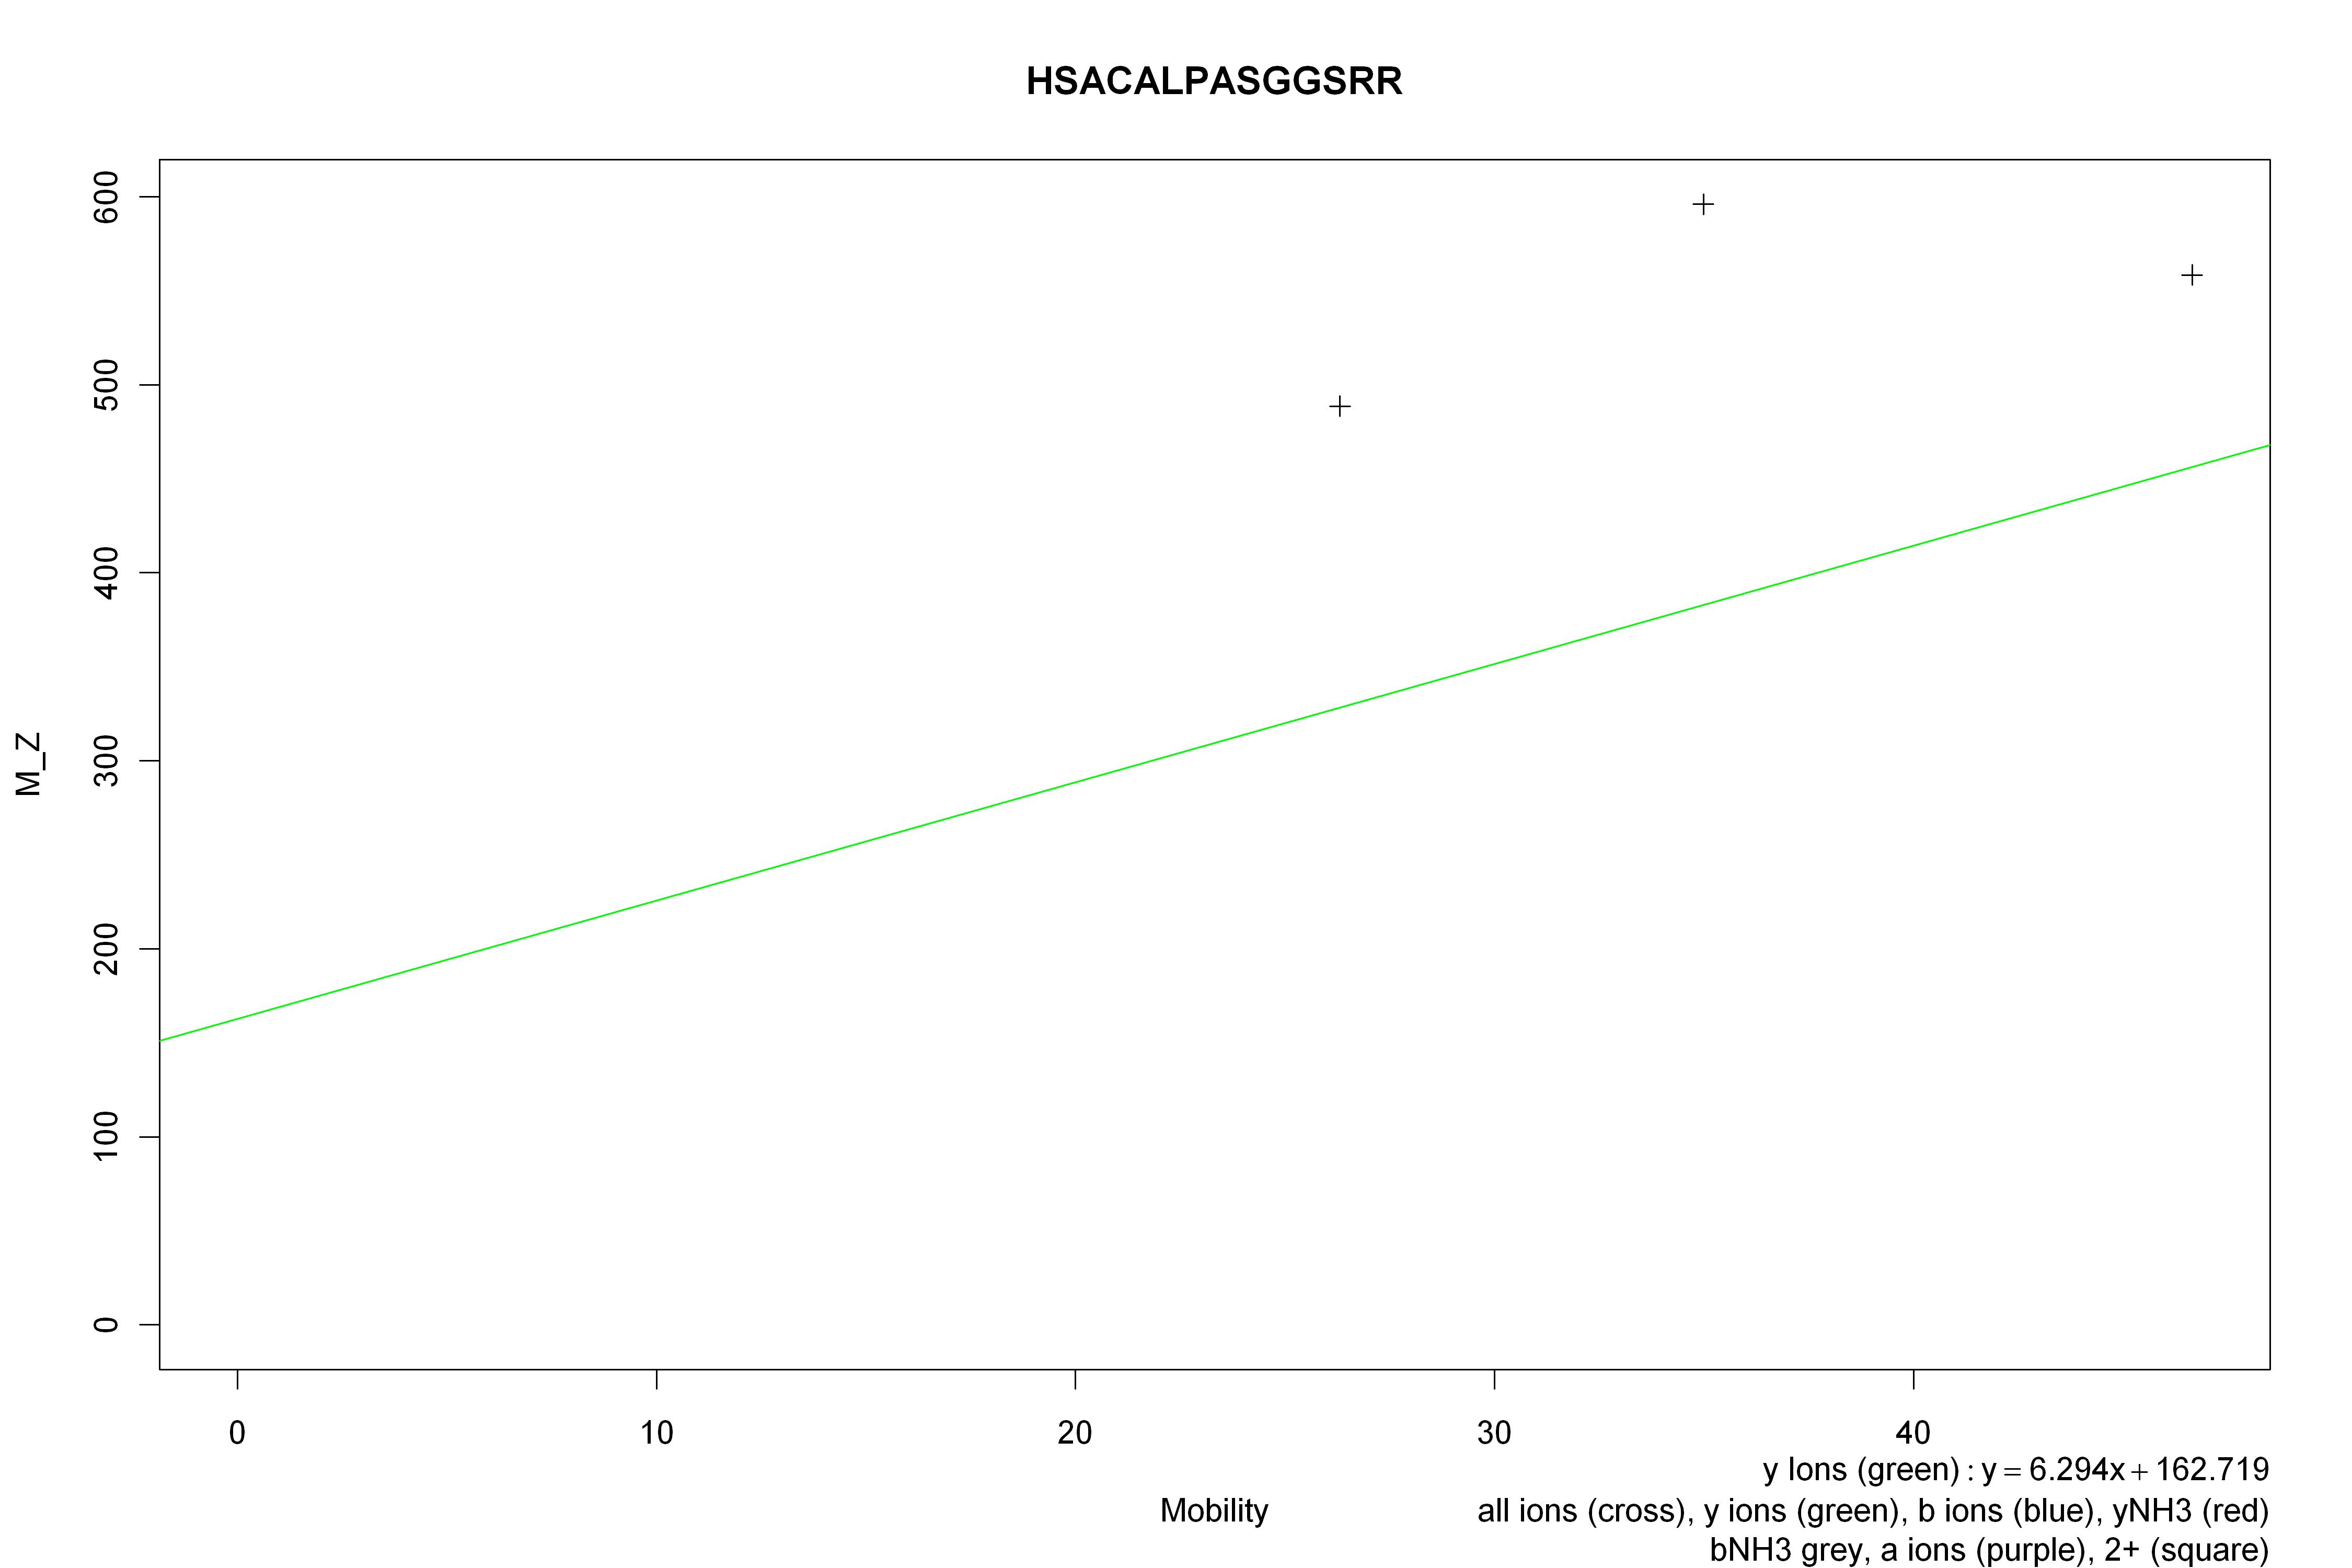 HSACALPASGGSRR
600
500
400
300
200
100
0
M_Z
0 10 20 30 40
y Ions (green) : y = 6.294x + 162.719
Mobility
all ions (cross), y ions (green), b ions (blue), yNH3 (red)
bNH3 grey, a ions (purple), 2+ (square)